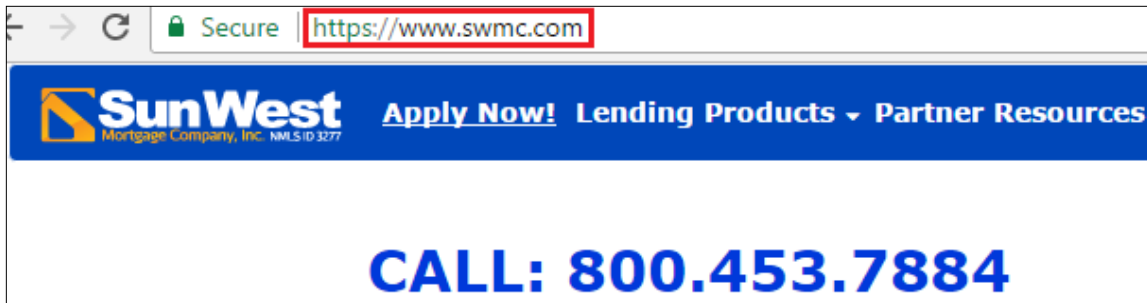 Secure https://www.swmc.com
SunWest
Mortgage Company, Inc. NMLS ID 3277
Apply Now! Lending Products Partner Resources
CALL: 800.453.7884